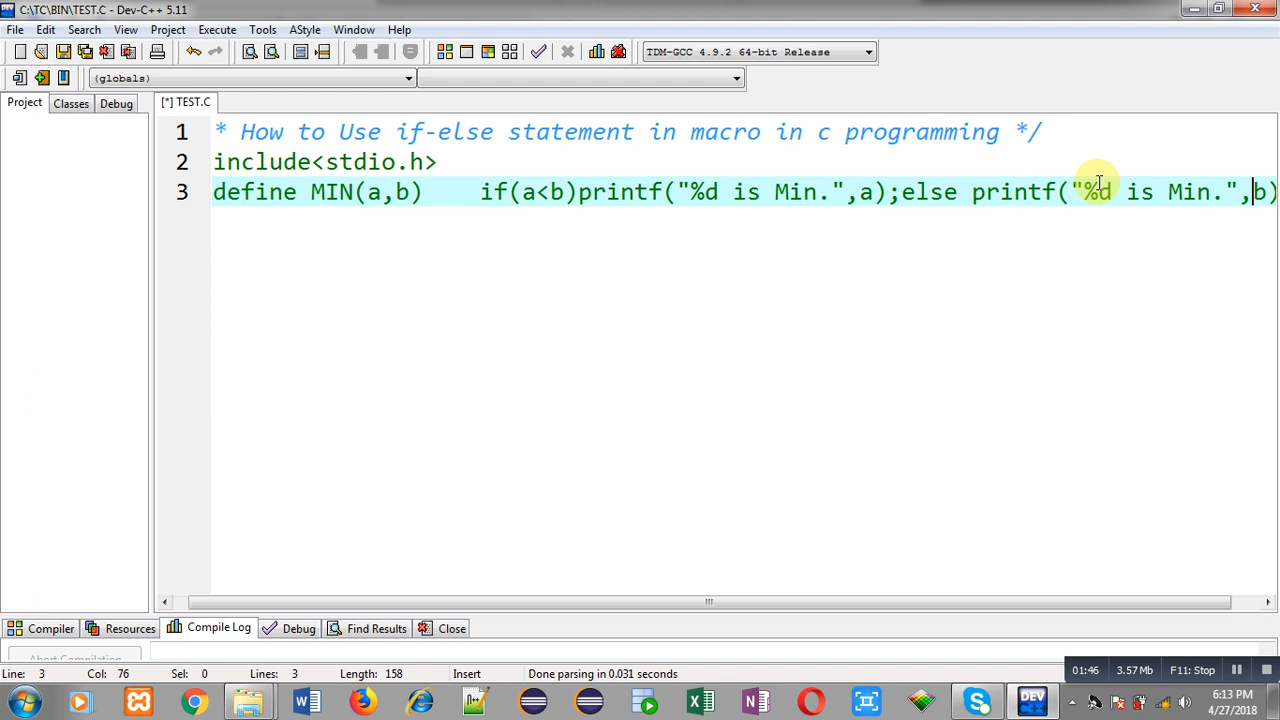 C:\TC\BIN\TEST.C - Dev-C++ 5.11
File Edit Search View Project Execute Tools AStyle Window Help
TDM-GCC 4.9.2 64-bit Release
(globals)
Project Classes Debug [*] TEST.C
1 * How to Use if-else statement in macro in c programming */
2 include<stdio.h>
3 define MIN(a,b) if(a<b)printf("%d is Min.",a);else printf("%d is Min.",b)
Compiler Resources Compile Log Debug Find Results Close
Abort Compilation
Line: 3 Col: 76 Sel: 0 Lines: 3 Length: 158 Insert Done parsing in 0.031 seconds
01:46 3.57 Mb F11: Stop
DEV
6:13 PM
4/27/2018